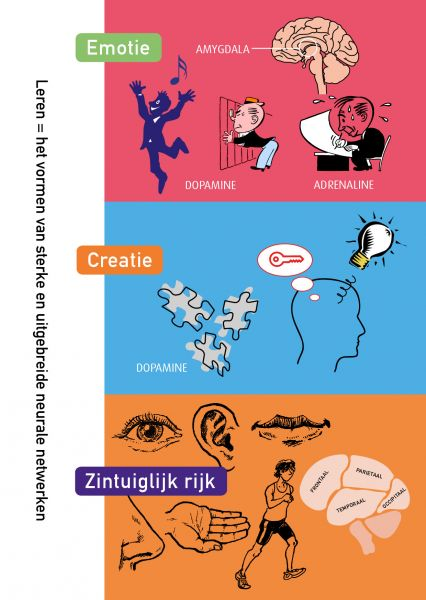 Leren = het vormen van sterke en uitgebreide neurale netwerken
Emotie
AMYGDALA
DOPAMINE
ADRENALINE
Creatie
DOPAMINE
Zintuiglijk rijk
FRONTAAL
PARIETAAL
TEMPORAAL
OCCIPITAAL